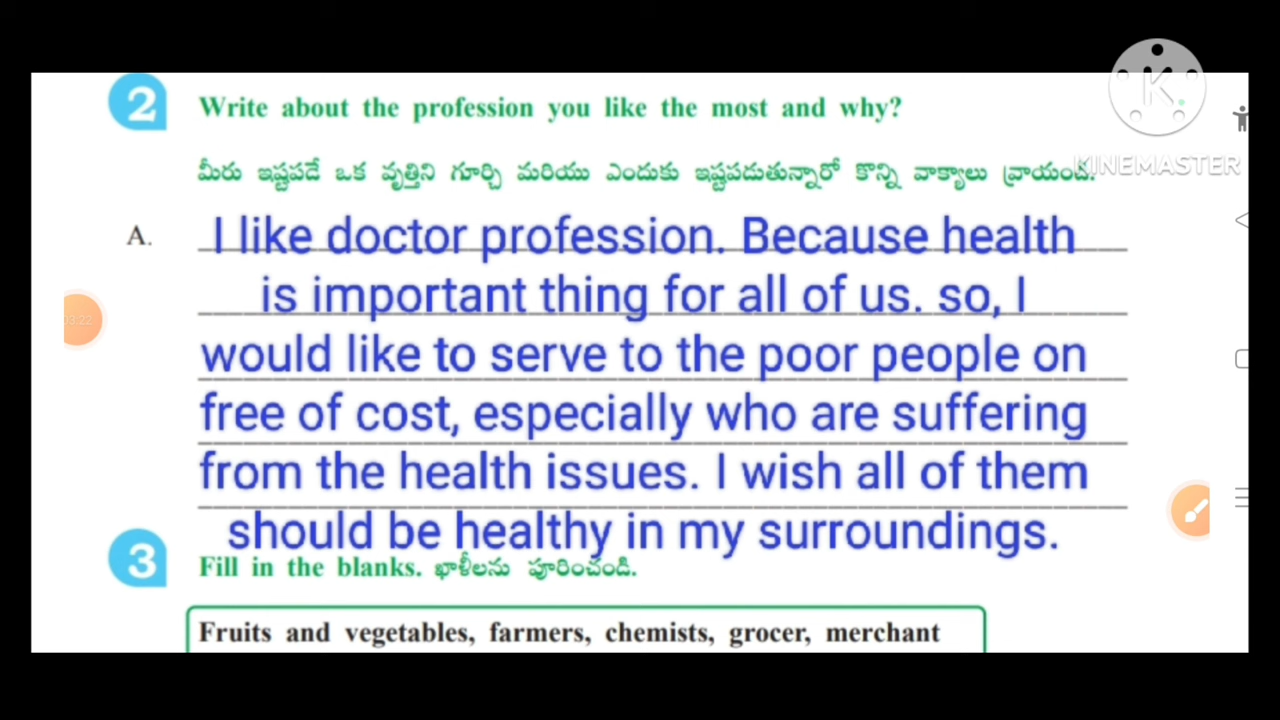 2 Write about the profession you like the most and why?
మీరు ఇష్టపడే ఒక వృత్తిని గూర్చి మరియు ఎందుకు ఇష్టపడుతున్నారో కొన్ని వాక్యాలు వ్రాయండి.
KINEMASTER
A. I like doctor profession. Because health
is important thing for all of us. so, I
would like to serve to the poor people on
free of cost, especially who are suffering
from the health issues. I wish all of them
should be healthy in my surroundings.
03:22
3 Fill in the blanks. ఖాళీలను పూరించండి.
Fruits and vegetables, farmers, chemists, grocer, merchant